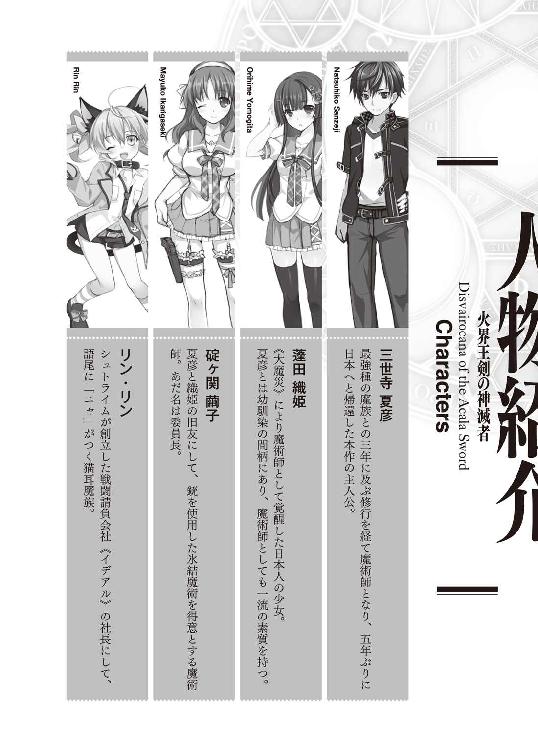 人物紹介
火界王剣の神滅者
Disvairocana of the Acala Sword
Characters
Natsuhiko Sanzeji
三世寺 夏彦
最強種の魔族との三年に及ぶ修行を経て魔術師となり、五年ぶりに
日本へと帰還した本作の主人公。
Orihime Yomogita
蓬田 織姫
《大魔災》により魔術師として覚醒した日本人の少女。
夏彦とは幼馴染の間柄にあり、魔術師としても一流の素質を持つ。
Mayuko Ikarigaseki
碇ヶ関 繭子
夏彦と織姫の旧友にして、銃を使用した氷結魔術を得意とする魔術
師。あだ名は委員長。
Rin Rin
リン・リン
シュトライムが創立した戦闘請負会社《イデアル》の社長にして、
語尾に「ニャ」がつく猫耳魔族。